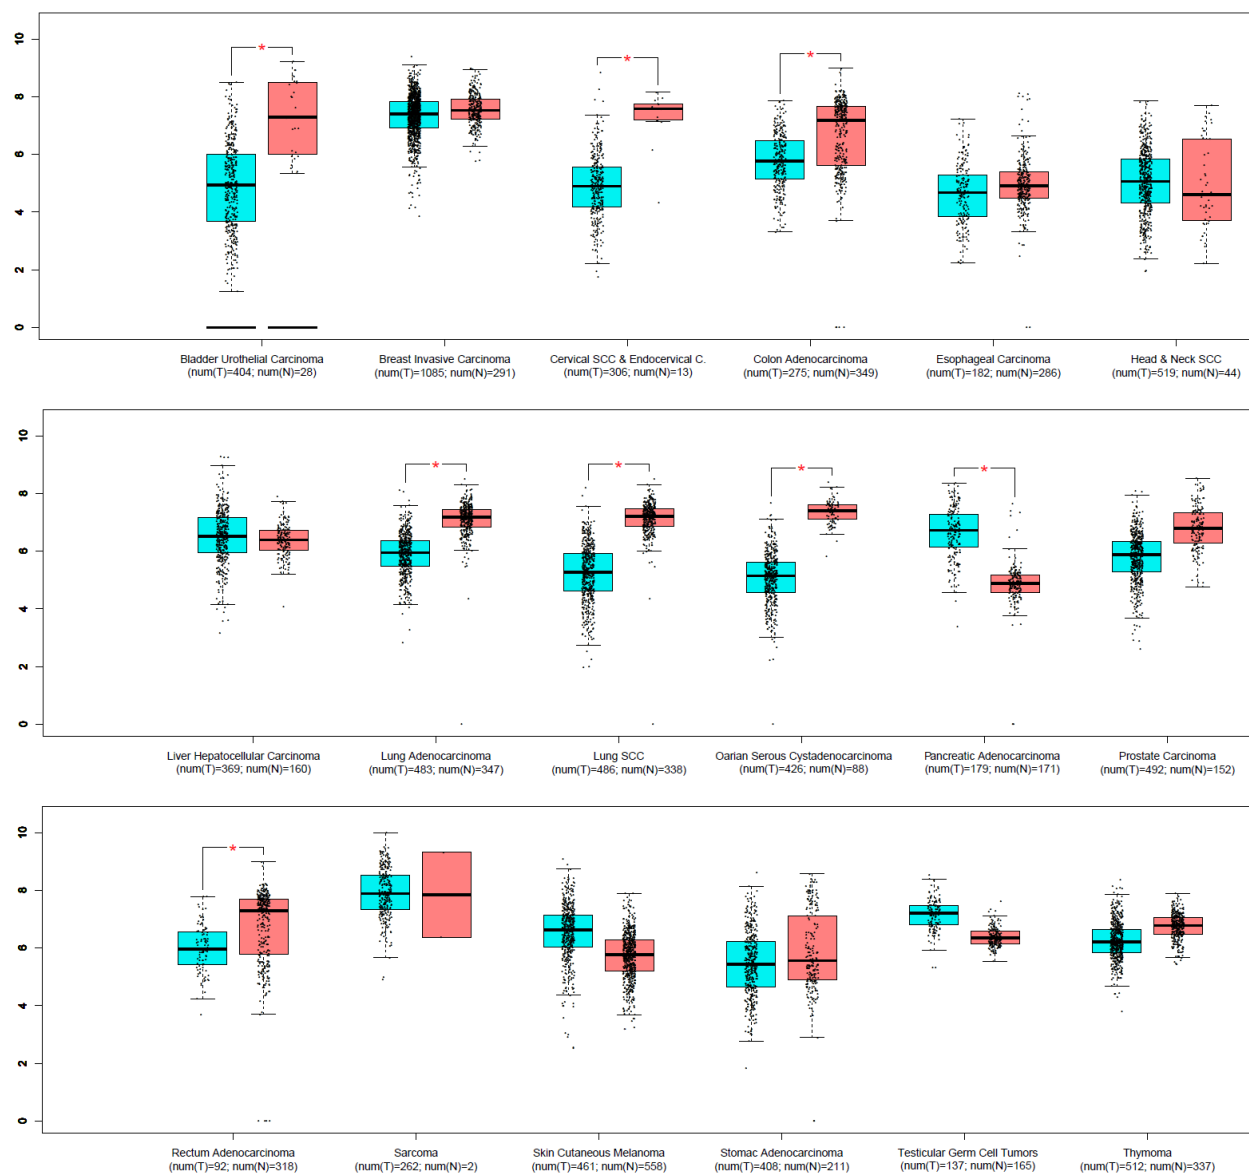 10
8
6
4
2
0
*
*
*
Bladder Urothelial Carcinoma
(num(T)=404; num(N)=28)
Breast Invasive Carcinoma
(num(T)=1085; num(N)=291)
Cervical SCC & Endocervical C.
(num(T)=306; num(N)=13)
Colon Adenocarcinoma
(num(T)=275; num(N)=349)
Esophageal Carcinoma
(num(T)=182; num(N)=286)
Head & Neck SCC
(num(T)=519; num(N)=44)
10
8
6
4
2
0
*
*
*
*
Liver Hepatocellular Carcinoma
(num(T)=369; num(N)=160)
Lung Adenocarcinoma
(num(T)=483; num(N)=347)
Lung SCC
(num(T)=486; num(N)=338)
Oarian Serous Cystadenocarcinoma
(num(T)=426; num(N)=88)
Pancreatic Adenocarcinoma
(num(T)=179; num(N)=171)
Prostate Carcinoma
(num(T)=492; num(N)=152)
10
8
6
4
2
0
*
Rectum Adenocarcinoma
(num(T)=92; num(N)=318)
Sarcoma
(num(T)=262; num(N)=2)
Skin Cutaneous Melanoma
(num(T)=461; num(N)=558)
Stomac Adenocarcinoma
(num(T)=408; num(N)=211)
Testicular Germ Cell Tumors
(num(T)=137; num(N)=165)
Thymoma
(num(T)=512; num(N)=337)